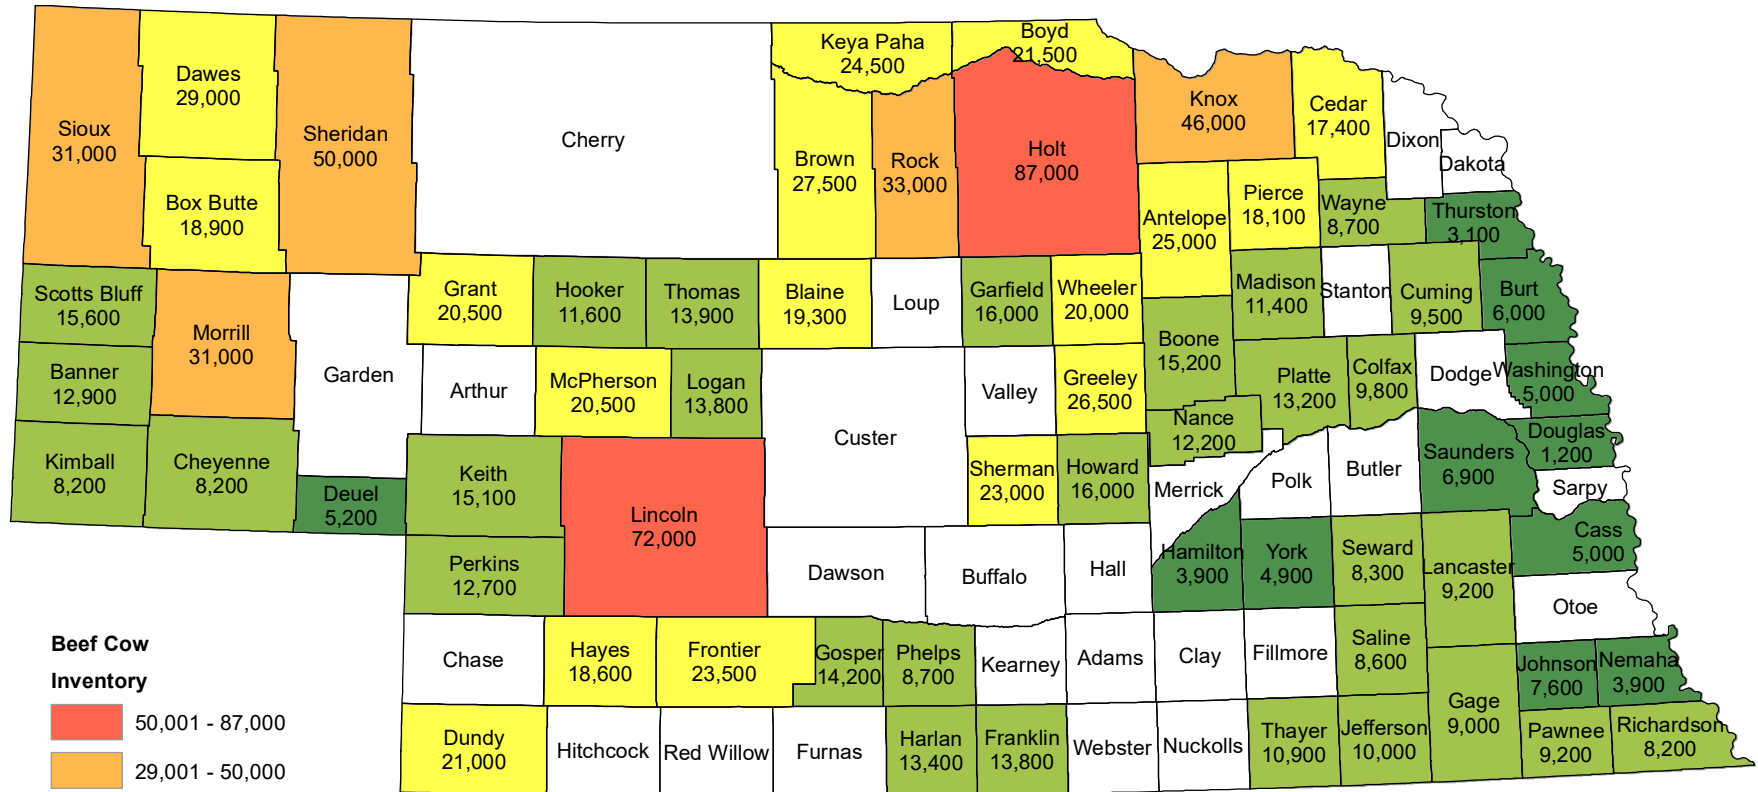 Keya Paha
24,500
Boyd
21,500
Dawes
29,000
Sioux
31,000
Sheridan
50,000
Cherry
Brown
27,500
Rock
33,000
Holt
87,000
Knox
46,000
Cedar
17,400
Dixon
Dakota
Box Butte
18,900
Antelope
25,000
Pierce
18,100
Wayne
8,700
Thurston
3,100
Scotts Bluff
15,600
Morrill
31,000
Garden
Grant
20,500
Hooker
11,600
Thomas
13,900
Blaine
19,300
Loup
Garfield
16,000
Wheeler
20,000
Madison
11,400
Stanton
Cuming
9,500
Burt
6,000
Banner
12,900
Arthur
McPherson
20,500
Logan
13,800
Custer
Valley
Greeley
26,500
Boone
15,200
Platte
13,200
Colfax
9,800
Dodge
Washington
5,000
Nance
12,200
Kimball
8,200
Cheyenne
8,200
Deuel
5,200
Keith
15,100
Lincoln
72,000
Sherman
23,000
Howard
16,000
Merrick
Polk
Butler
Saunders
6,900
Douglas
1,200
Sarpy
Cass
5,000
Perkins
12,700
Dawson
Buffalo
Hall
Hamilton
3,900
York
4,900
Seward
8,300
Lancaster
9,200
Otoe
Chase
Hayes
18,600
Frontier
23,500
Gosper
14,200
Phelps
8,700
Kearney
Adams
Clay
Fillmore
Saline
8,600
Johnson
7,600
Nemaha
3,900
Dundy
21,000
Hitchcock
Red Willow
Furnas
Harlan
13,400
Franklin
13,800
Webster
Nuckolls
Thayer
10,900
Jefferson
10,000
Gage
9,000
Pawnee
9,200
Richardson
8,200
Beef Cow
Inventory
50,001 - 87,000
29,001 - 50,000